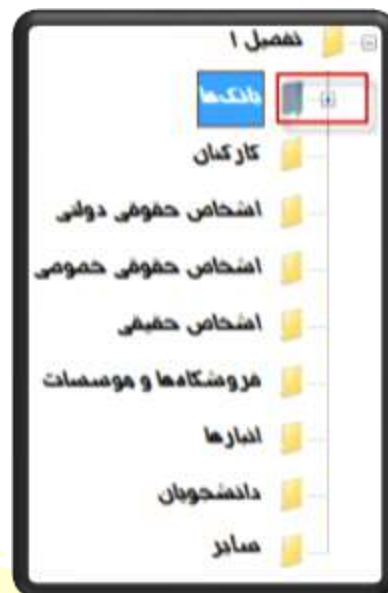 تفصیل ۱
بانک‌ها
کارکنان
اشخاص حقوقی دولتی
اشخاص حقوقی خصوصی
اشخاص حقیقی
فروشگاه‌ها و موسسات
انبارها
دانشجویان
سایر